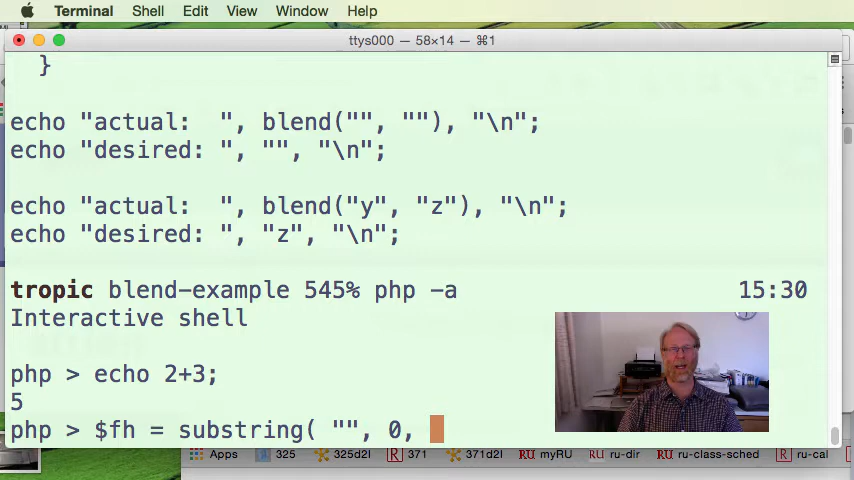 Terminal Shell Edit View Window Help
ttys000 — 58×14 — ⌘1
}
echo "actual:  ", blend("", ""), "\n";
echo "desired: ", "", "\n";
echo "actual:  ", blend("y", "z"), "\n";
echo "desired: ", "z", "\n";
tropic blend-example 545% php -a 15:30
Interactive shell
php > echo 2+3;
5
php > $fh = substring( "", 0,
Apps 325 325d2l 371 371d2l RU myRU ru-dir ru-class-sched ru-cal